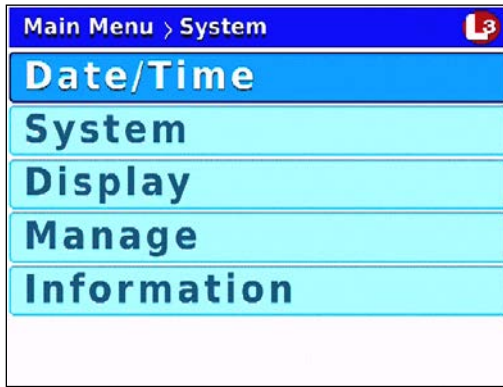 Main Menu > System
L3
Date/Time
System
Display
Manage
Information